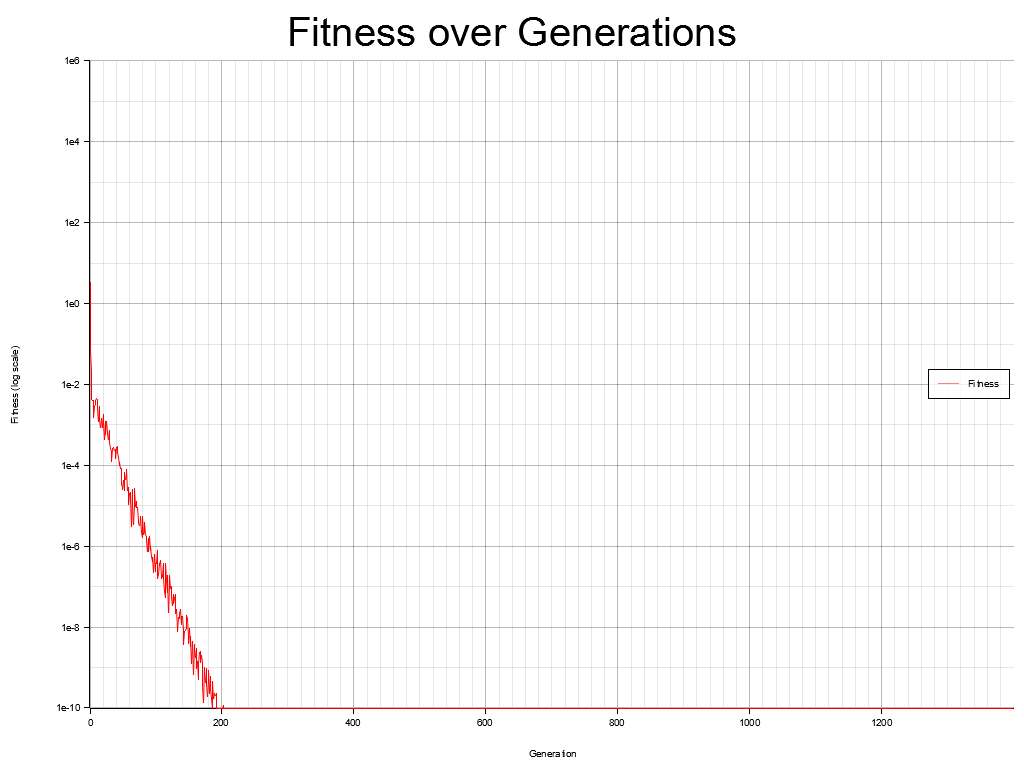 Fitness over Generations
1e6
1e4
1e2
1e0
1e-2
1e-4
1e-6
1e-8
1e-10
Fitness (log scale)
Fitness
0 200 400 600 800 1000 1200
Generation